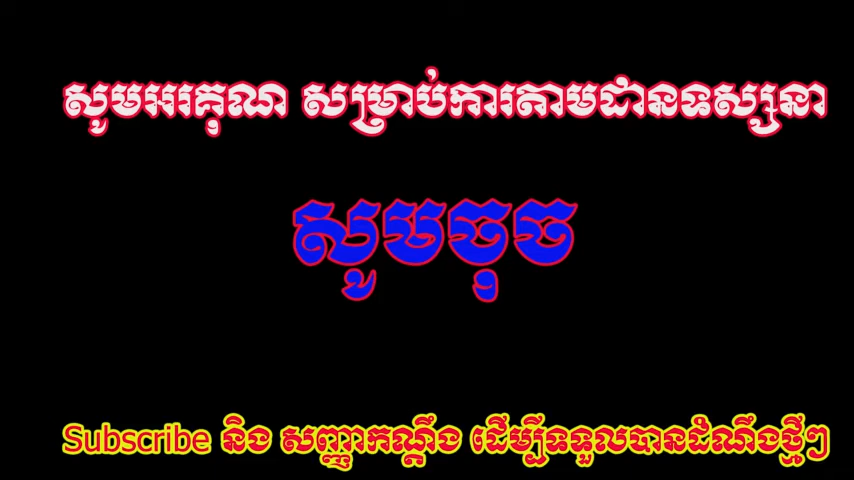 សូមអរគុណ សម្រាប់ការតាមដានទស្សនា
សូមចុច
Subscribe និង សញ្ញាកណ្ដឹង ដើម្បីទទួលបានដំណឹងថ្មីៗ